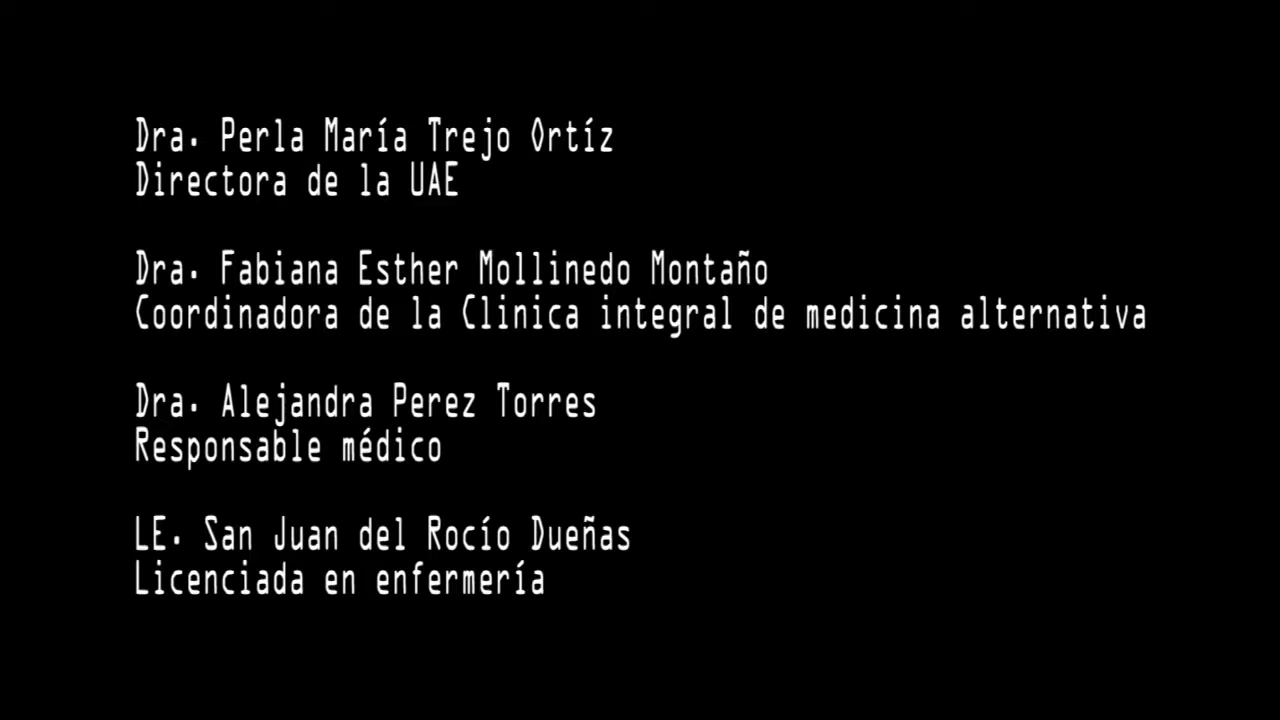 Dra. Perla María Trejo Ortíz
Directora de la UAE
Dra. Fabiana Esther Mollinedo Montaño
Coordinadora de la Clinica integral de medicina alternativa
Dra. Alejandra Perez Torres
Responsable médico
LE. San Juan del Rocío Dueñas
Licenciada en enfermería